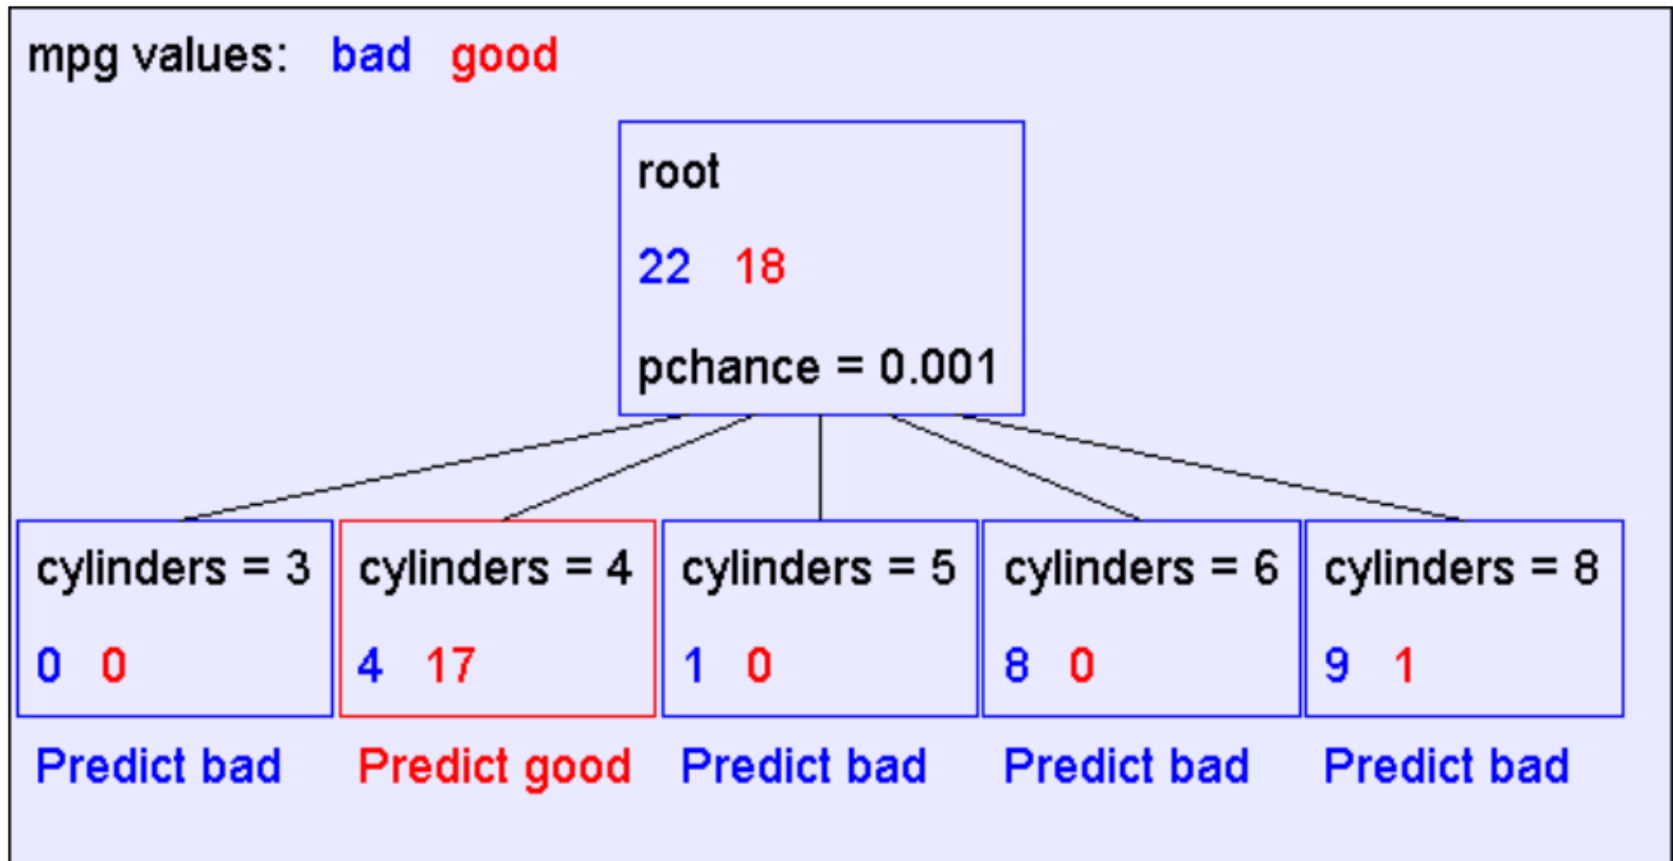 mpg values: bad good
root
22 18
pchance = 0.001
cylinders = 3
0 0
Predict bad
cylinders = 4
4 17
Predict good
cylinders = 5
1 0
Predict bad
cylinders = 6
8 0
Predict bad
cylinders = 8
9 1
Predict bad